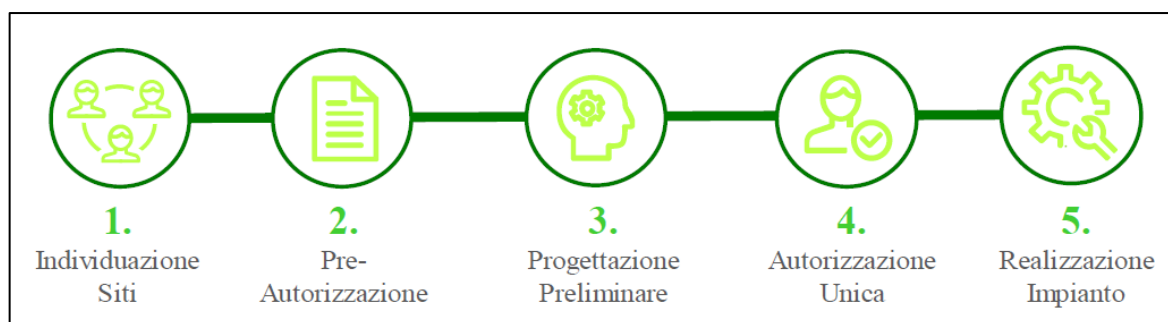 1.
Individuazione
Siti
2.
Pre-
Autorizzazione
3.
Progettazione
Preliminare
4.
Autorizzazione
Unica
5.
Realizzazione
Impianto